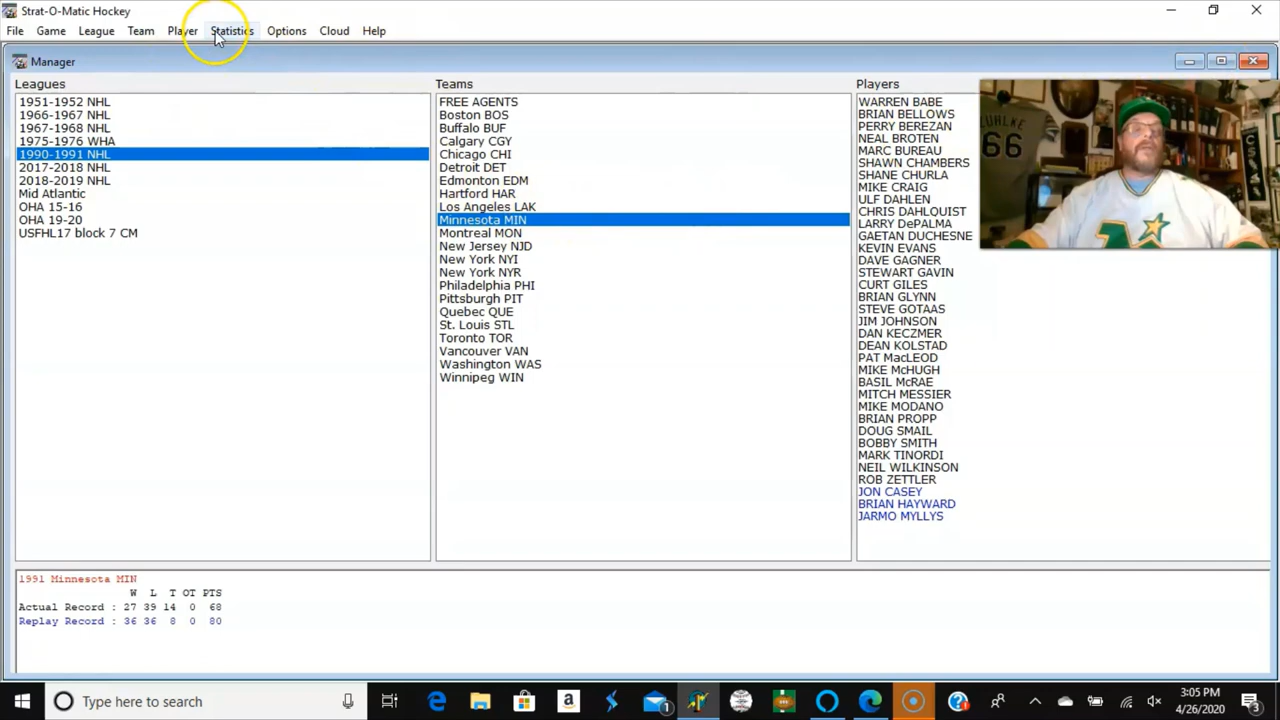 Strat-O-Matic Hockey
File Game League Team Player Statistics Options Cloud Help
Manager
Leagues
1951-1952 NHL
1966-1967 NHL
1967-1968 NHL
1975-1976 WHA
1990-1991 NHL
2017-2018 NHL
2018-2019 NHL
Mid Atlantic
OHA 15-16
OHA 19-20
USFHL17 block 7 CM
Teams
FREE AGENTS
Boston BOS
Buffalo BUF
Calgary CGY
Chicago CHI
Detroit DET
Edmonton EDM
Hartford HAR
Los Angeles LAK
Minnesota MIN
Montreal MON
New Jersey NJD
New York NYI
New York NYR
Philadelphia PHI
Pittsburgh PIT
Quebec QUE
St. Louis STL
Toronto TOR
Vancouver VAN
Washington WAS
Winnipeg WIN
Players
WARREN BABE
BRIAN BELLOWS
PERRY BEREZAN
NEAL BROTEN
MARC BUREAU
SHAWN CHAMBERS
SHANE CHURLA
MIKE CRAIG
ULF DAHLEN
CHRIS DAHLQUIST
LARRY DePALMA
GAETAN DUCHESNE
KEVIN EVANS
DAVE GAGNER
STEWART GAVIN
CURT GILES
BRIAN GLYNN
STEVE GOTAAS
JIM JOHNSON
DAN KECZMER
DEAN KOLSTAD
PAT MacLEOD
MIKE McHUGH
BASIL McRAE
MITCH MESSIER
MIKE MODANO
BRIAN PROPP
DOUG SMAIL
BOBBY SMITH
MARK TINORDI
NEIL WILKINSON
ROB ZETTLER
JON CASEY
BRIAN HAYWARD
JARMO MYLLYS
UHLKE
66
1991 Minnesota MIN
W L T OT PTS
Actual Record : 27 39 14 0 68
Replay Record : 36 36 8 0 80
Type here to search
1
3:05 PM
4/26/2020
3